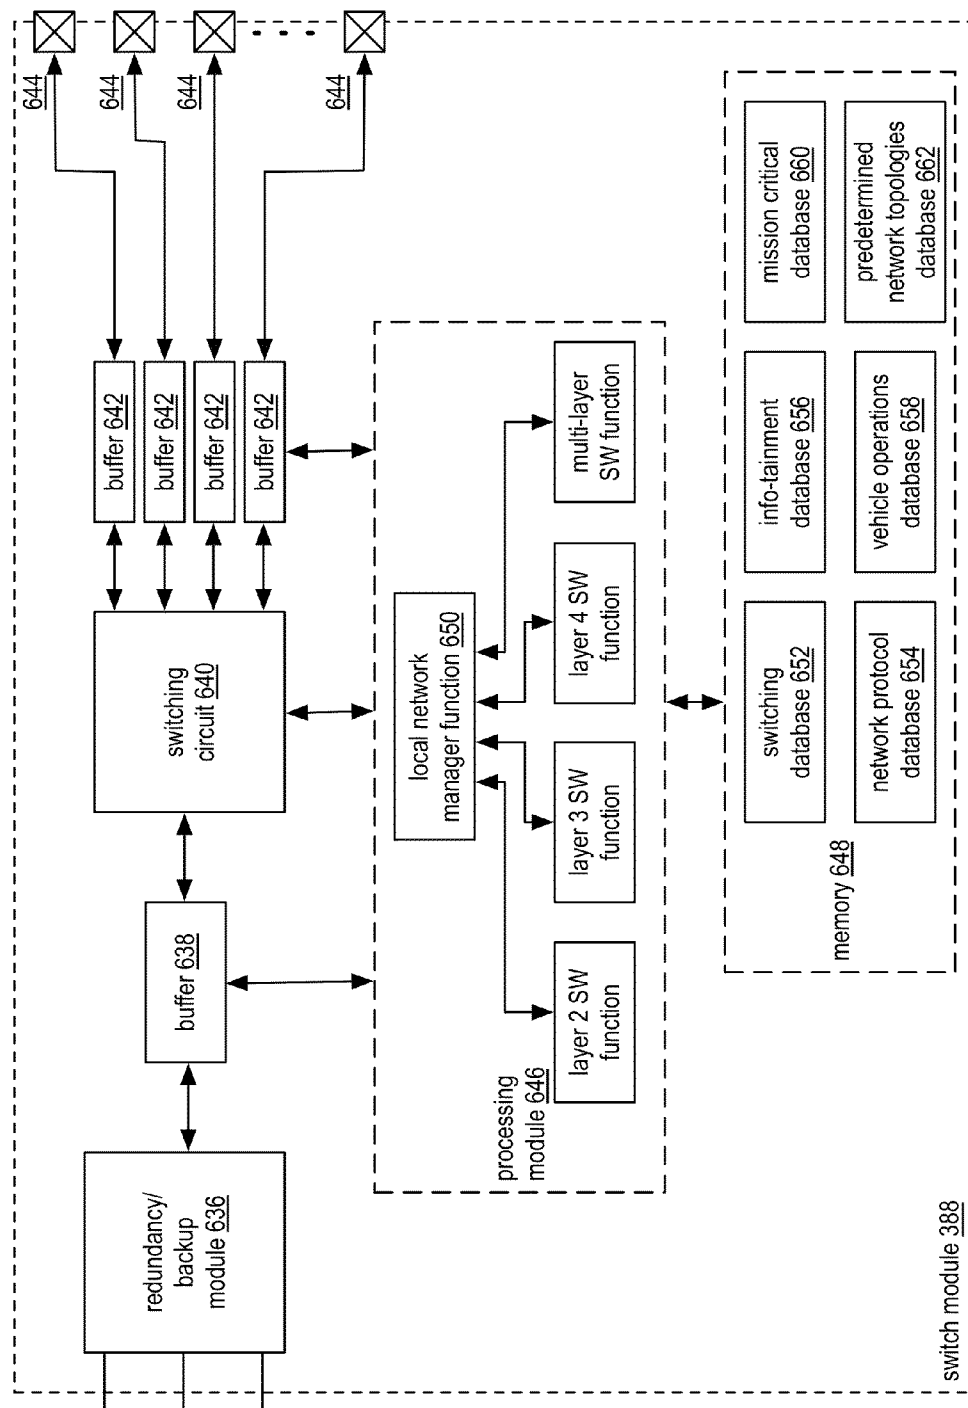 redundancy/
backup
module 636
buffer 638
switching
circuit 640
buffer 642
buffer 642
buffer 642
buffer 642
644
644
644
644
processing
module 646
local network
manager function 650
layer 2 SW
function
layer 3 SW
function
layer 4 SW
function
multi-layer
SW function
memory 648
switching
database 652
info-tainment
database 656
mission critical
database 660
network protocol
database 654
vehicle operations
database 658
predetermined
network topologies
database 662
switch module 388